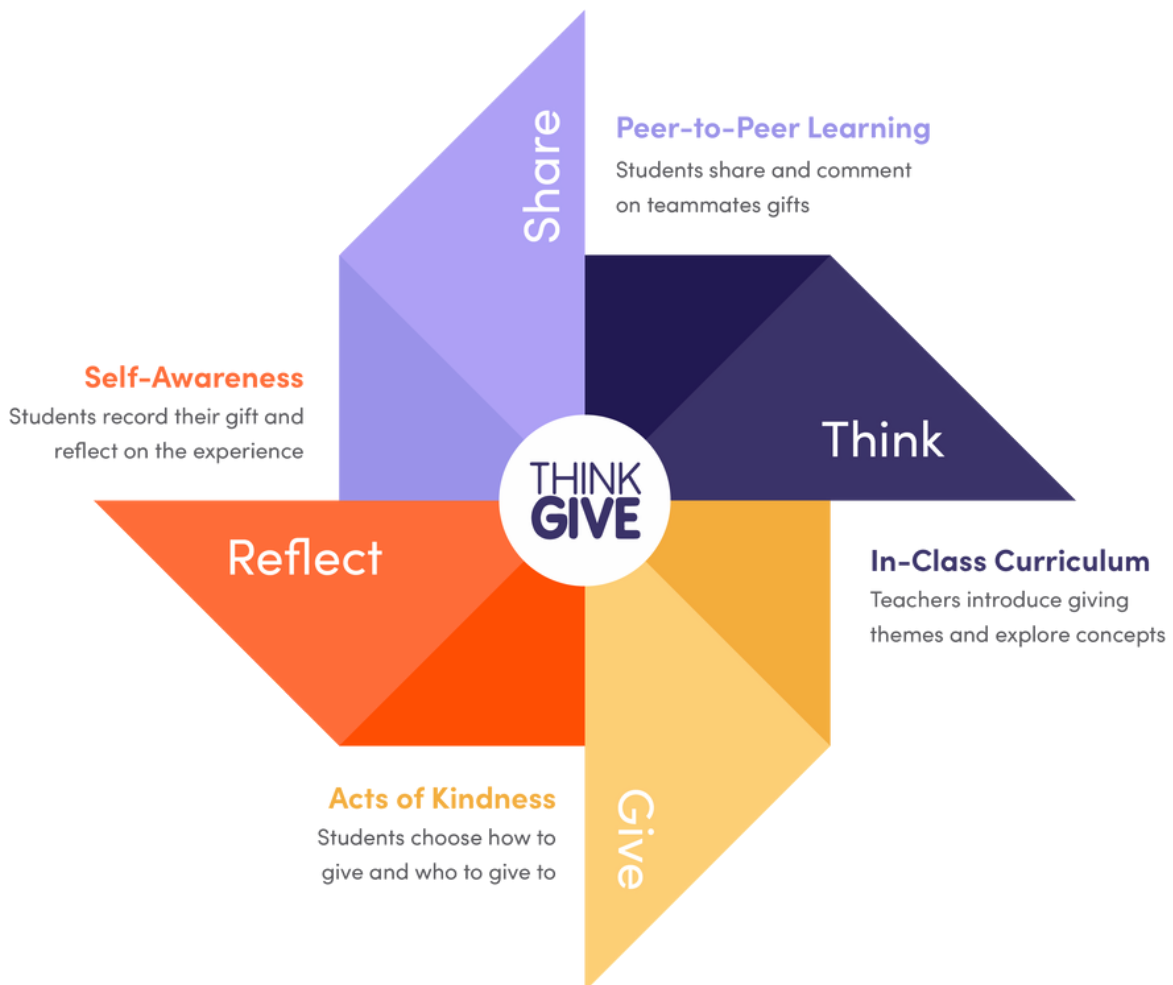 Share
Peer-to-Peer Learning
Students share and comment
on teammates gifts
Self-Awareness
Students record their gift and
reflect on the experience
Think
THINK
GIVE
Reflect
In-Class Curriculum
Teachers introduce giving
themes and explore concepts
Acts of Kindness
Students choose how to
give and who to give to
Give